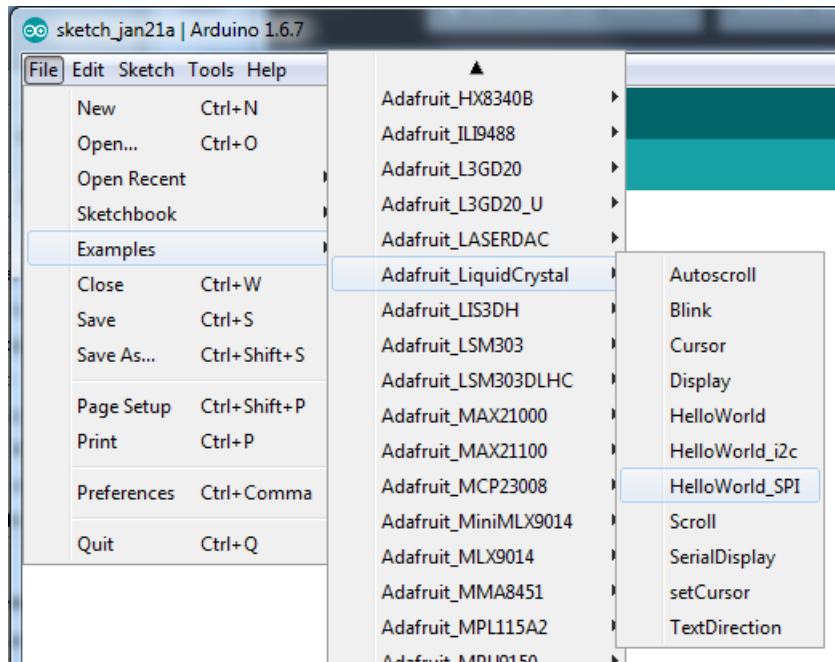 sketch_jan21a | Arduino 1.6.7
File Edit Sketch Tools Help
New Ctrl+N
Open... Ctrl+O
Open Recent
Sketchbook
Examples
Close Ctrl+W
Save Ctrl+S
Save As... Ctrl+Shift+S
Page Setup Ctrl+Shift+P
Print Ctrl+P
Preferences Ctrl+Comma
Quit Ctrl+Q
Adafruit_HX8340B
Adafruit_ILI9488
Adafruit_L3GD20
Adafruit_L3GD20_U
Adafruit_LASERDAC
Adafruit_LiquidCrystal
Adafruit_LIS3DH
Adafruit_LSM303
Adafruit_LSM303DLHC
Adafruit_MAX21000
Adafruit_MAX21100
Adafruit_MCP23008
Adafruit_MiniMLX9014
Adafruit_MLX9014
Adafruit_MMA8451
Adafruit_MPL115A2
Adafruit_MPU9150
Autoscroll
Blink
Cursor
Display
HelloWorld
HelloWorld_i2c
HelloWorld_SPI
Scroll
SerialDisplay
setCursor
TextDirection